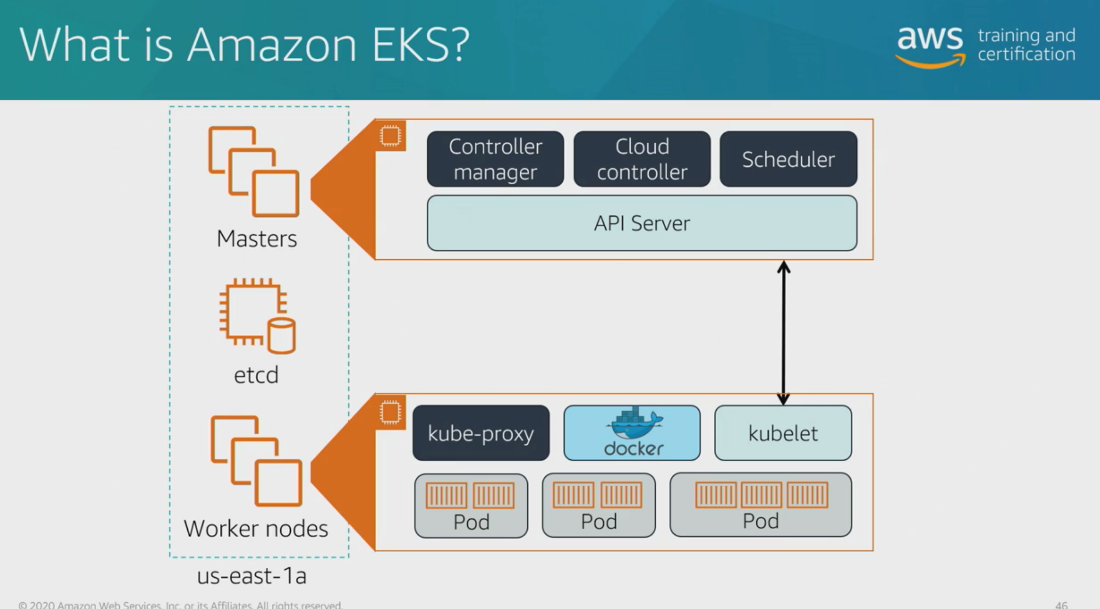 What is Amazon EKS?
aws training and
certification
Controller
manager
Cloud
controller
Scheduler
API Server
Masters
etcd
kube-proxy
docker
kubelet
Pod
Pod
Pod
Worker nodes
us-east-1a
© 2020 Amazon Web Services, Inc. or its Affiliates. All rights reserved.
46